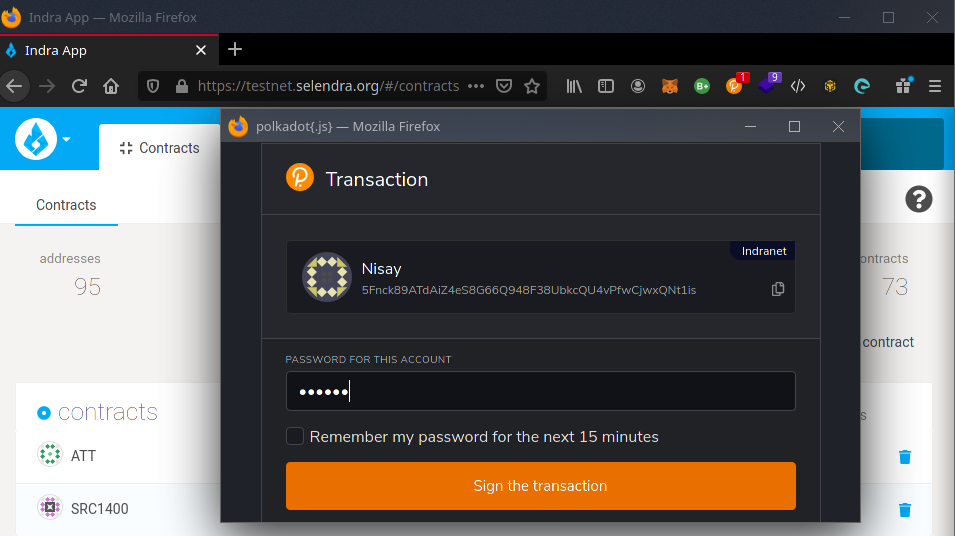 Indra App — Mozilla Firefox
Indra App
https://testnet.selendra.org/#/contracts
B+
1
9
polkadot{.js} — Mozilla Firefox
Contracts
Transaction
Contracts
Indranet
Nisay
5Fnck89ATdAiZ4eS8G66Q948F38UbkcQU4vPfwCjwxQNt1is
addresses
95
ontracts
73
contract
PASSWORD FOR THIS ACCOUNT
••••••
Remember my password for the next 15 minutes
contracts
s
ATT
Sign the transaction
SRC1400